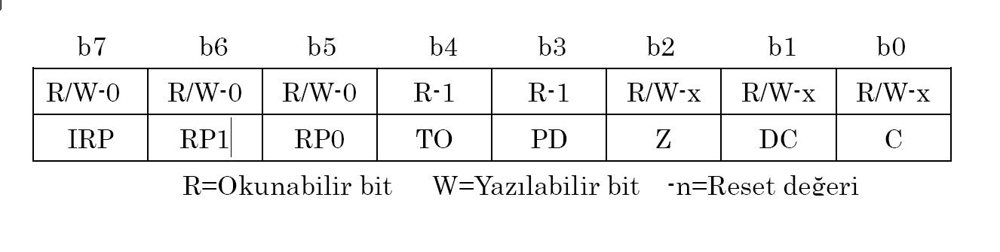 b7 b6 b5 b4 b3 b2 b1 b0
R/W-0 R/W-0 R/W-0 R-1 R-1 R/W-x R/W-x R/W-x
IRP RP1 RP0 TO PD Z DC C
R=Okunabilir bit W=Yazılabilir bit -n=Reset değeri